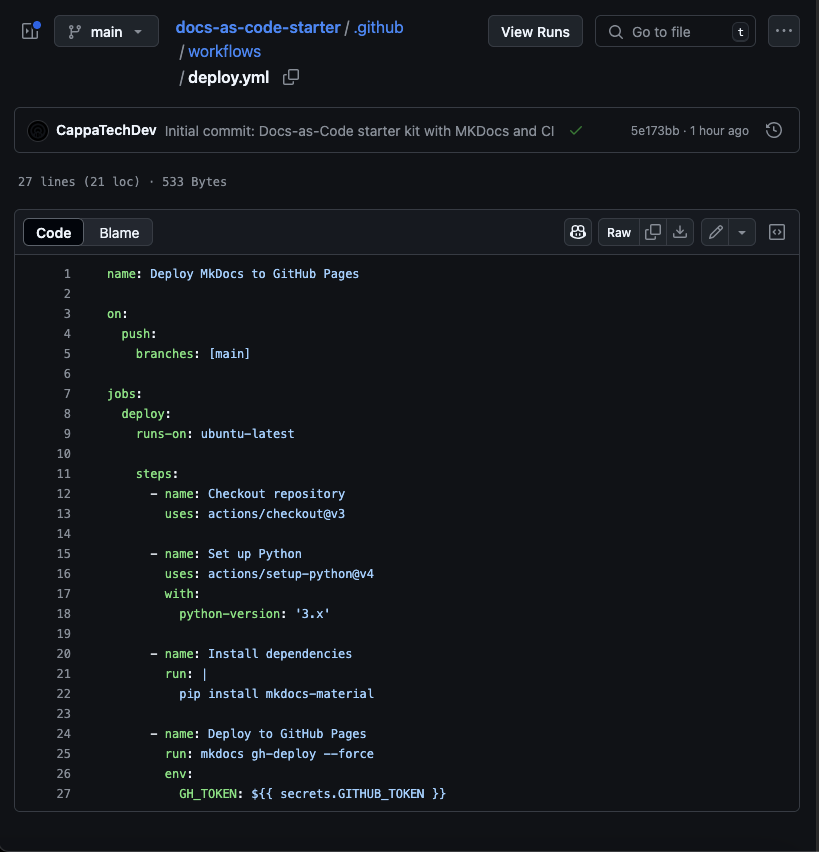 main
docs-as-code-starter / .github
/ workflows
/ deploy.yml
View Runs
Go to file
t
CappaTechDev Initial commit: Docs-as-Code starter kit with MKDocs and CI
5e173bb · 1 hour ago
27 lines (21 loc) · 533 Bytes
Code
Blame
Raw
1 name: Deploy MkDocs to GitHub Pages
2
3 on:
4   push:
5     branches: [main]
6
7 jobs:
8   deploy:
9     runs-on: ubuntu-latest
10
11     steps:
12       - name: Checkout repository
13         uses: actions/checkout@v3
14
15       - name: Set up Python
16         uses: actions/setup-python@v4
17         with:
18           python-version: '3.x'
19
20       - name: Install dependencies
21         run: |
22           pip install mkdocs-material
23
24       - name: Deploy to GitHub Pages
25         run: mkdocs gh-deploy --force
26         env:
27           GH_TOKEN: ${{ secrets.GITHUB_TOKEN }}